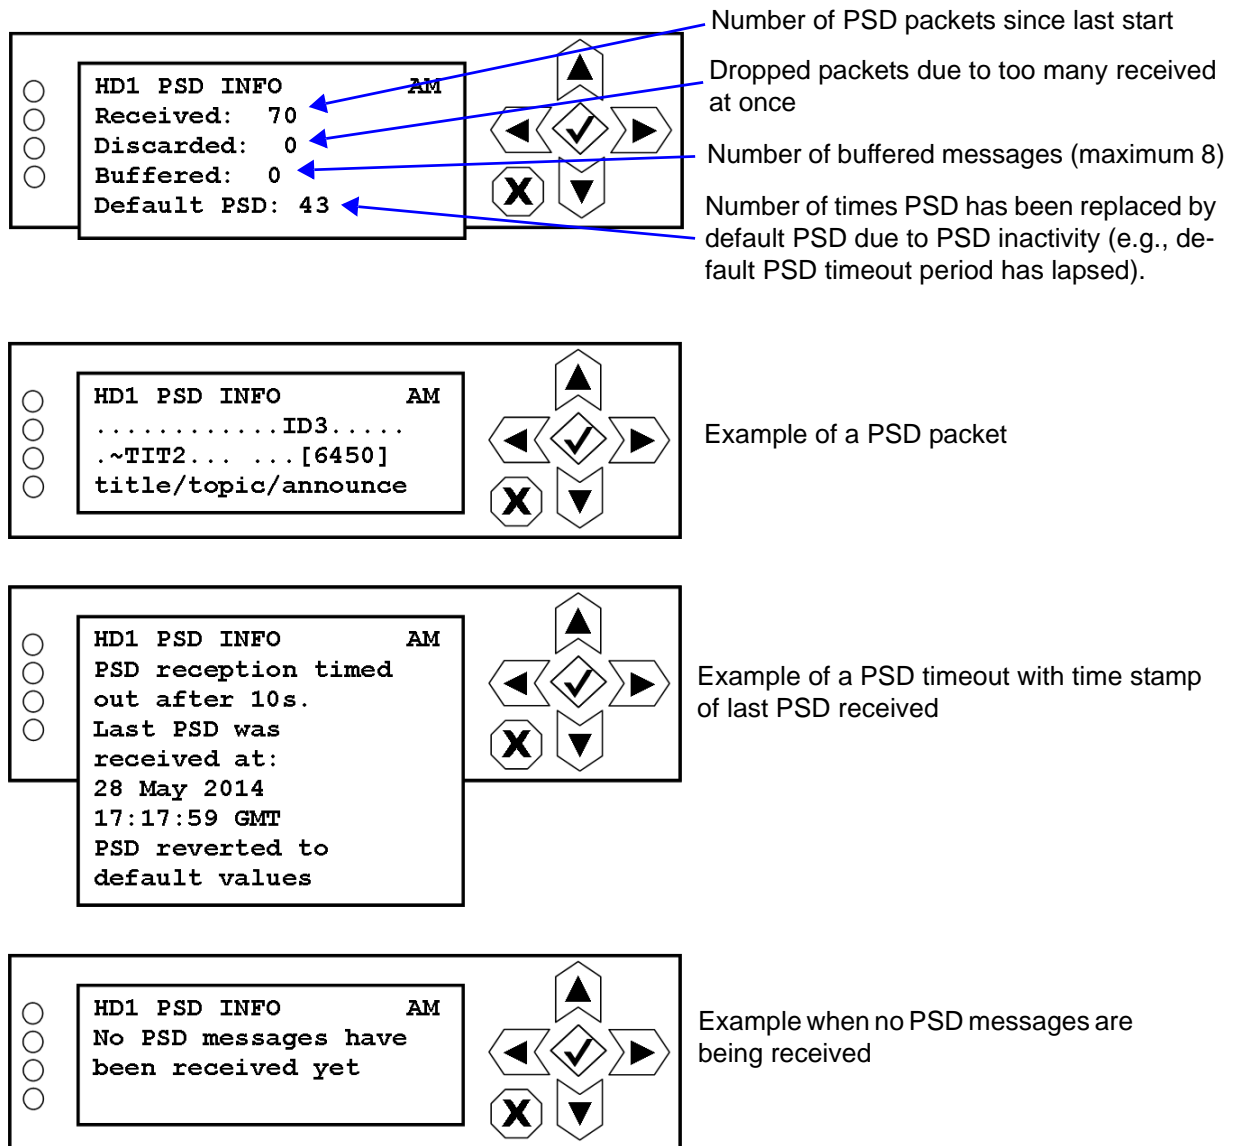 Number of PSD packets since last start
HD1 PSD INFO AM
Received: 70
Discarded: 0
Buffered: 0
Default PSD: 43
Dropped packets due to too many received
at once
Number of buffered messages (maximum 8)
Number of times PSD has been replaced by
default PSD due to PSD inactivity (e.g., de-
fault PSD timeout period has lapsed).
HD1 PSD INFO AM
............ID3.....
.~TIT2... ...[6450]
title/topic/announce
Example of a PSD packet
HD1 PSD INFO AM
PSD reception timed
out after 10s.
Last PSD was
received at:
28 May 2014
17:17:59 GMT
PSD reverted to
default values
Example of a PSD timeout with time stamp
of last PSD received
HD1 PSD INFO AM
No PSD messages have
been received yet
Example when no PSD messages are
being received